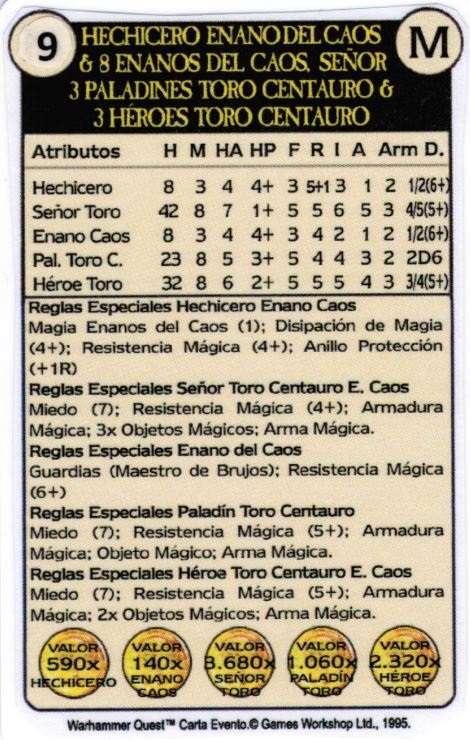 9
HECHICERO ENANO DEL CAOS
M
& 8 ENANOS DEL CAOS, SEÑOR
3 PALADINES TORO CENTAURO &
3 HÉROES TORO CENTAURO
Atributos H M HA HP F R I A Arm D.
Hechicero 8 3 4 4+ 3 5+1 3 1 2 1/2(6+)
Señor Toro 42 8 7 1+ 5 5 6 5 3 4/5(5+)
Enano Caos 8 3 4 4+ 3 4 2 1 2 1/2(6+)
Pal. Toro C. 23 8 5 3+ 5 4 4 3 2 2D6
Héroe Toro 32 8 6 2+ 5 5 5 4 3 3/4(5+)
Reglas Especiales Hechicero Enano Caos
Magia Enanos del Caos (1); Disipación de Magia
(4+); Resistencia Mágica (4+); Anillo Protección
(+1R)
Reglas Especiales Señor Toro Centauro E. Caos
Miedo (7); Resistencia Mágica (4+); Armadura
Mágica; 3x Objetos Mágicos; Arma Mágica.
Reglas Especiales Enano del Caos
Guardias (Maestro de Brujos); Resistencia Mágica
(6+)
Reglas Especiales Paladín Toro Centauro
Miedo (7); Resistencia Mágica (5+); Armadura
Mágica; Objeto Mágico; Arma Mágica.
Reglas Especiales Héroe Toro Centauro E. Caos
Miedo (7); Resistencia Mágica (5+); Armadura
Mágica; 2x Objetos Mágicos; Arma Mágica.
VALOR VALOR VALOR VALOR VALOR
590x 140x 3.680x 1.060x 2.320x
HECHICERO ENANO SEÑOR PALADÍN HÉROE
CAOS TORO TORO TORO
Warhammer Quest™ Carta Evento.© Games Workshop Ltd., 1995.